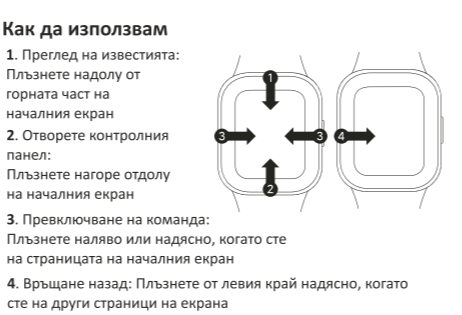 Как да използвам
1. Преглед на известията:
Плъзнете надолу от
горната част на
началния екран
2. Отворете контролния
панел:
Плъзнете нагоре отдолу
на началния екран
3. Превключване на команда:
Плъзнете наляво или надясно, когато сте
на страницата на началния екран
4. Връщане назад: Плъзнете от левия край надясно, когато
сте на други страници на екрана
1
3 3 4
2